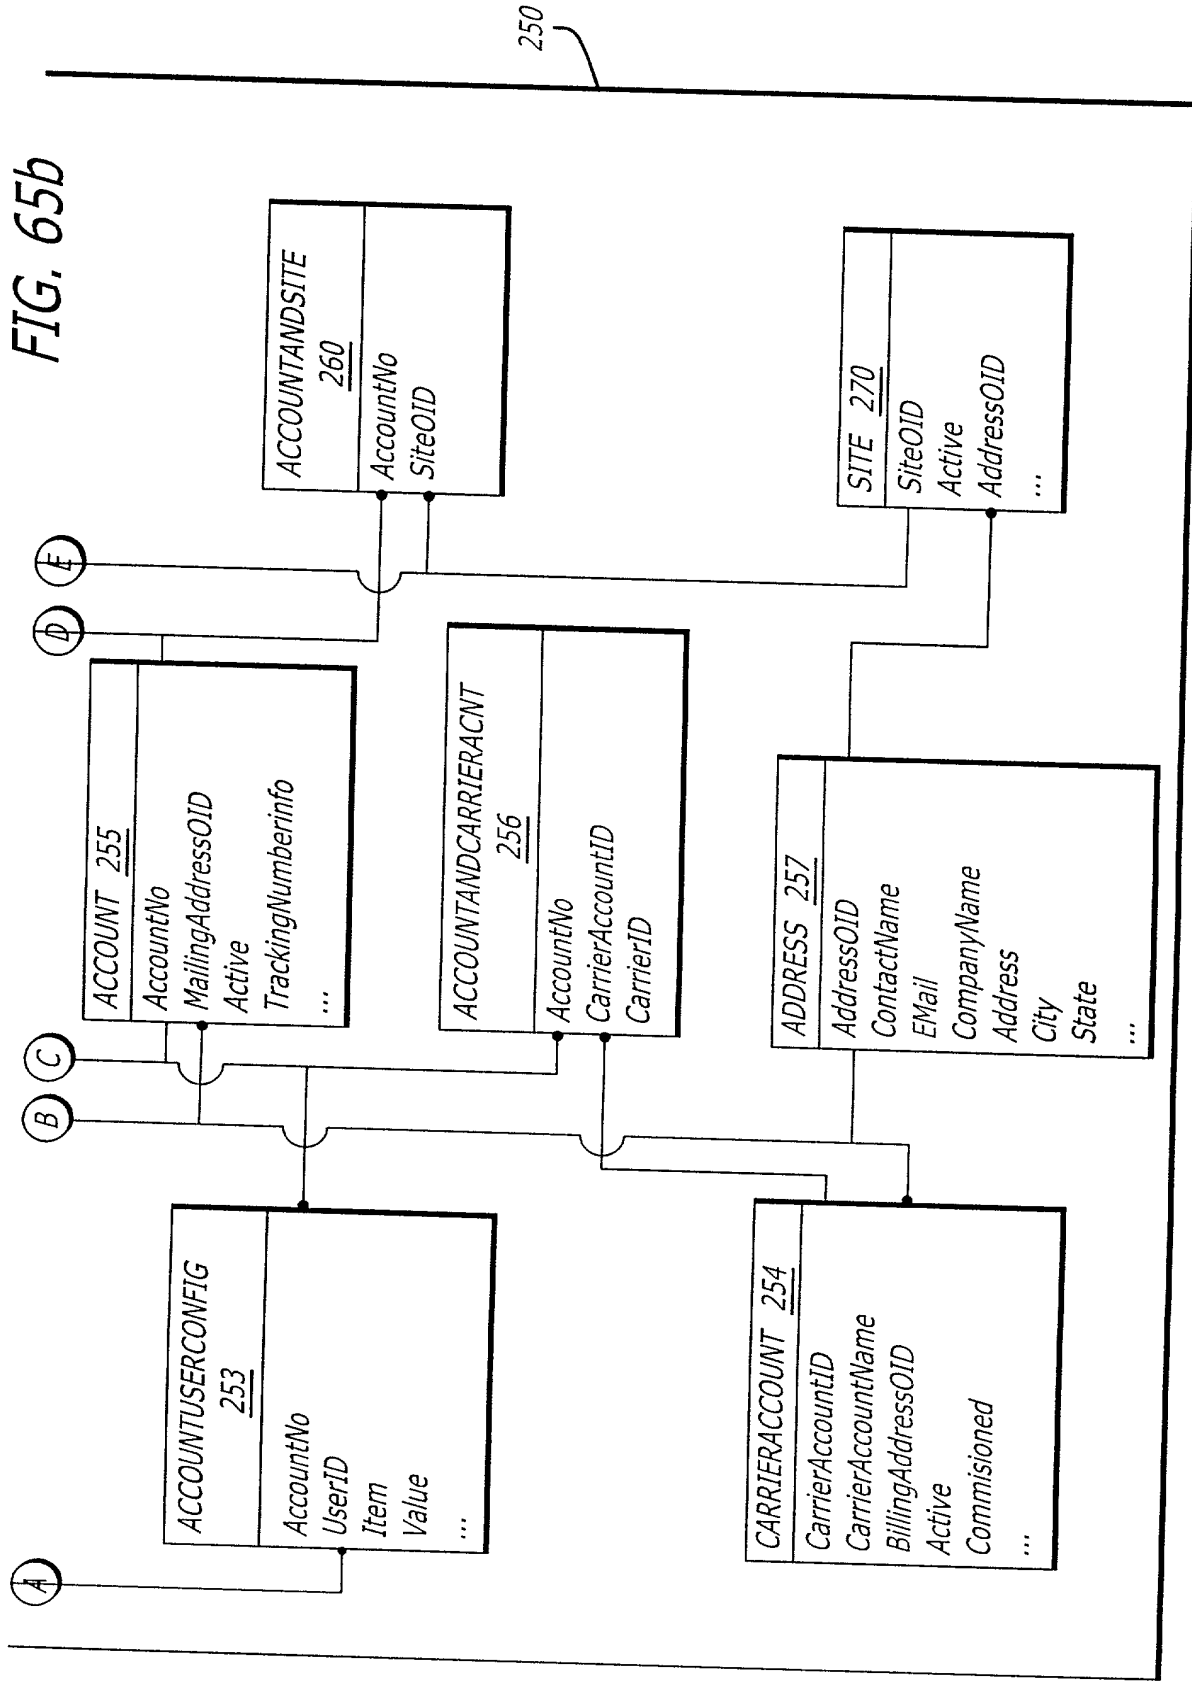 FIG. 65b
250
A
B
C
D
E
ACCOUNTUSERCONFIG
253
AccountNo
UserID
Item
Value
...
ACCOUNT 255
AccountNo
MailingAddressOID
Active
TrackingNumberinfo
...
ACCOUNTANDSITE
260
AccountNo
SiteOID
ACCOUNTANDCARRIERACNT
256
AccountNo
CarrierAccountID
CarrierID
CARRIERACCOUNT 254
CarrierAccountID
CarrierAccountName
BillingAddressOID
Active
Commisioned
...
ADDRESS 257
AddressOID
ContactName
EMail
CompanyName
Address
City
State
...
SITE 270
SiteOID
Active
AddressOID
...